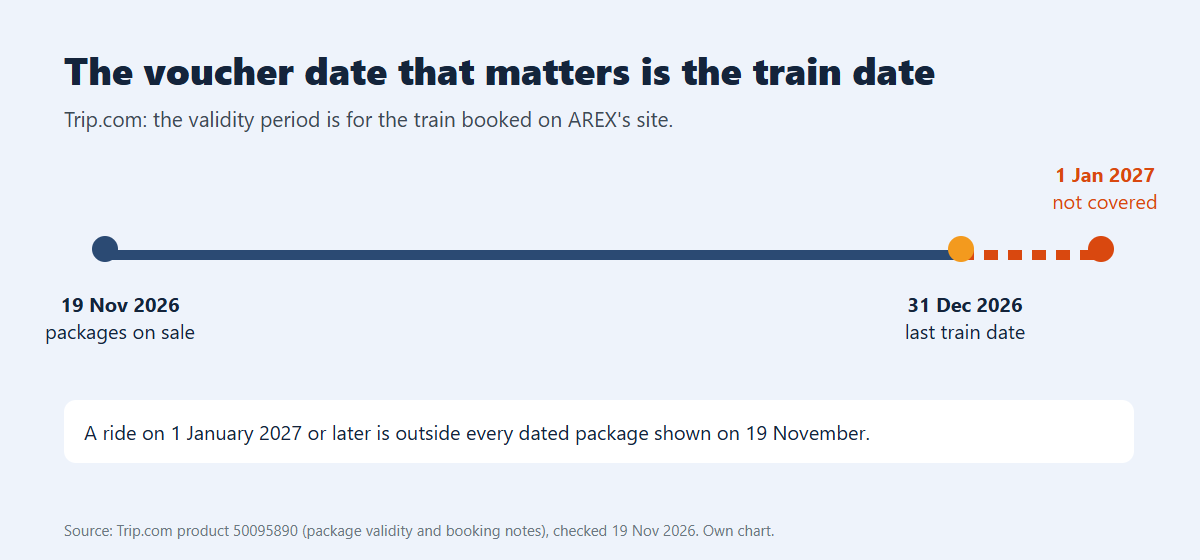 The voucher date that matters is the train date
Trip.com: the validity period is for the train booked on AREX's site.
1 Jan 2027
not covered
19 Nov 2026
packages on sale
31 Dec 2026
last train date
A ride on 1 January 2027 or later is outside every dated package shown on 19 November.
Source: Trip.com product 50095890 (package validity and booking notes), checked 19 Nov 2026. Own chart.